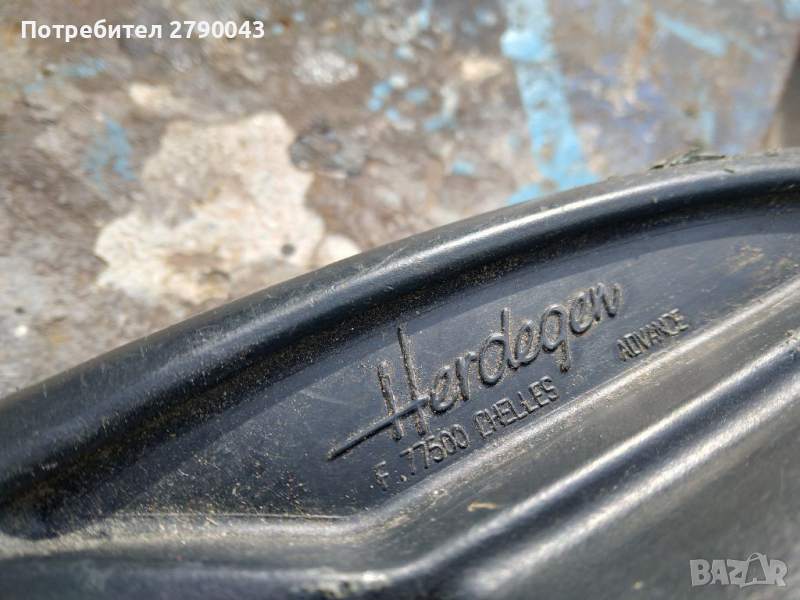 Потребител 2790043
Herdegen
F.77500 CHELLES
ADVANCE
BAZAR